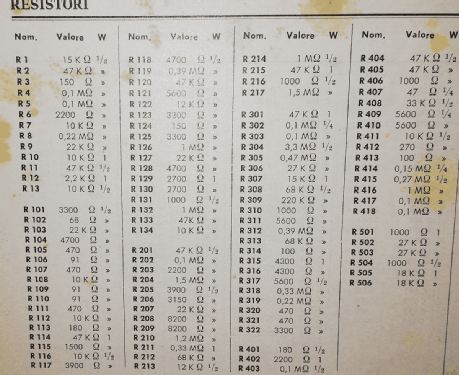 RESISTORI
Nom. Valore W
R 1 15 K Ω 1/2
R 2 47 K Ω »
R 3 150 Ω »
R 4 0,1 MΩ »
R 5 0,1 MΩ »
R 6 2200 Ω »
R 7 10 K Ω »
R 8 0,22 MΩ »
R 9 22 K Ω »
R 10 10 K Ω 1
R 11 47 K Ω 1/2
R 12 2,2 K Ω 1
R 13 10 K Ω 1/2
R 101 3300 Ω 1/2
R 102 68 Ω »
R 103 22 K Ω »
R 104 4700 Ω »
R 105 470 Ω »
R 106 91 Ω »
R 107 470 Ω »
R 108 10 K Ω »
R 109 91 Ω »
R 110 91 Ω »
R 111 470 Ω »
R 112 10 K Ω »
R 113 180 Ω »
R 114 47 K Ω 1
R 115 1500 Ω »
R 116 10 K Ω 1/2
R 117 3900 Ω »
Nom. Valore W
R 118 4700 Ω 1/2
R 119 0,39 MΩ »
R 120 47 K Ω »
R 121 5600 Ω »
R 122 12 K Ω »
R 123 3300 Ω »
R 124 150 Ω »
R 125 3300 Ω »
R 126 1 MΩ »
R 127 22 K Ω »
R 128 4700 Ω »
R 129 2700 Ω 1
R 130 2700 Ω »
R 131 1000 Ω 1/2
R 132 1 MΩ »
R 133 47K Ω »
R 134 10 K Ω »
R 201 47 K Ω 1/2
R 202 0,1 MΩ »
R 203 2200 Ω »
R 204 1,5 MΩ »
R 205 3900 Ω 1/2
R 206 3150 Ω »
R 207 22 K Ω »
R 208 8200 Ω »
R 209 8200 Ω »
R 210 1,2 MΩ »
R 211 0,33 MΩ 1
R 212 68 K Ω »
R 213 12 K Ω 1/2
Nom. Valore W
R 214 1 MΩ 1/2
R 215 47 K Ω 1
R 216 1000 Ω 1/2
R 217 1,5 MΩ »
R 301 47 K Ω 1
R 302 0,1 MΩ 1/4
R 303 0,1 MΩ »
R 304 3,3 MΩ 1/2
R 305 0,47 MΩ »
R 306 27 K Ω »
R 307 15 K Ω 1
R 308 68 K Ω 1/2
R 309 220 K Ω »
R 310 1000 Ω »
R 311 5600 Ω »
R 312 0,39 MΩ »
R 313 68 K Ω »
R 314 100 Ω »
R 315 4300 Ω 1
R 316 4300 Ω »
R 317 5600 Ω 1/2
R 318 0,33 MΩ »
R 319 0,22 MΩ »
R 320 470 Ω »
R 321 470 Ω »
R 322 3300 Ω »
R 401 180 Ω 1/2
R 402 2200 Ω 1
R 403 0,1 MΩ 1/2
Nom. Valore W
R 404 47 K Ω 1/2
R 405 47 K Ω »
R 406 1000 Ω »
R 407 47 Ω 1/4
R 408 33 K Ω 1/2
R 409 5600 Ω 1/4
R 410 5600 Ω »
R 411 10 K Ω 1/2
R 412 270 Ω »
R 413 100 Ω »
R 414 0,15 MΩ 1/4
R 415 0,27 MΩ 1/2
R 416 1 MΩ »
R 417 0,1 MΩ »
R 418 0,1 MΩ »
R 501 1000 Ω 1
R 502 27 K Ω »
R 503 27 K Ω »
R 504 1000 Ω 1/2
R 505 18 K Ω 1
R 506 18 K Ω »